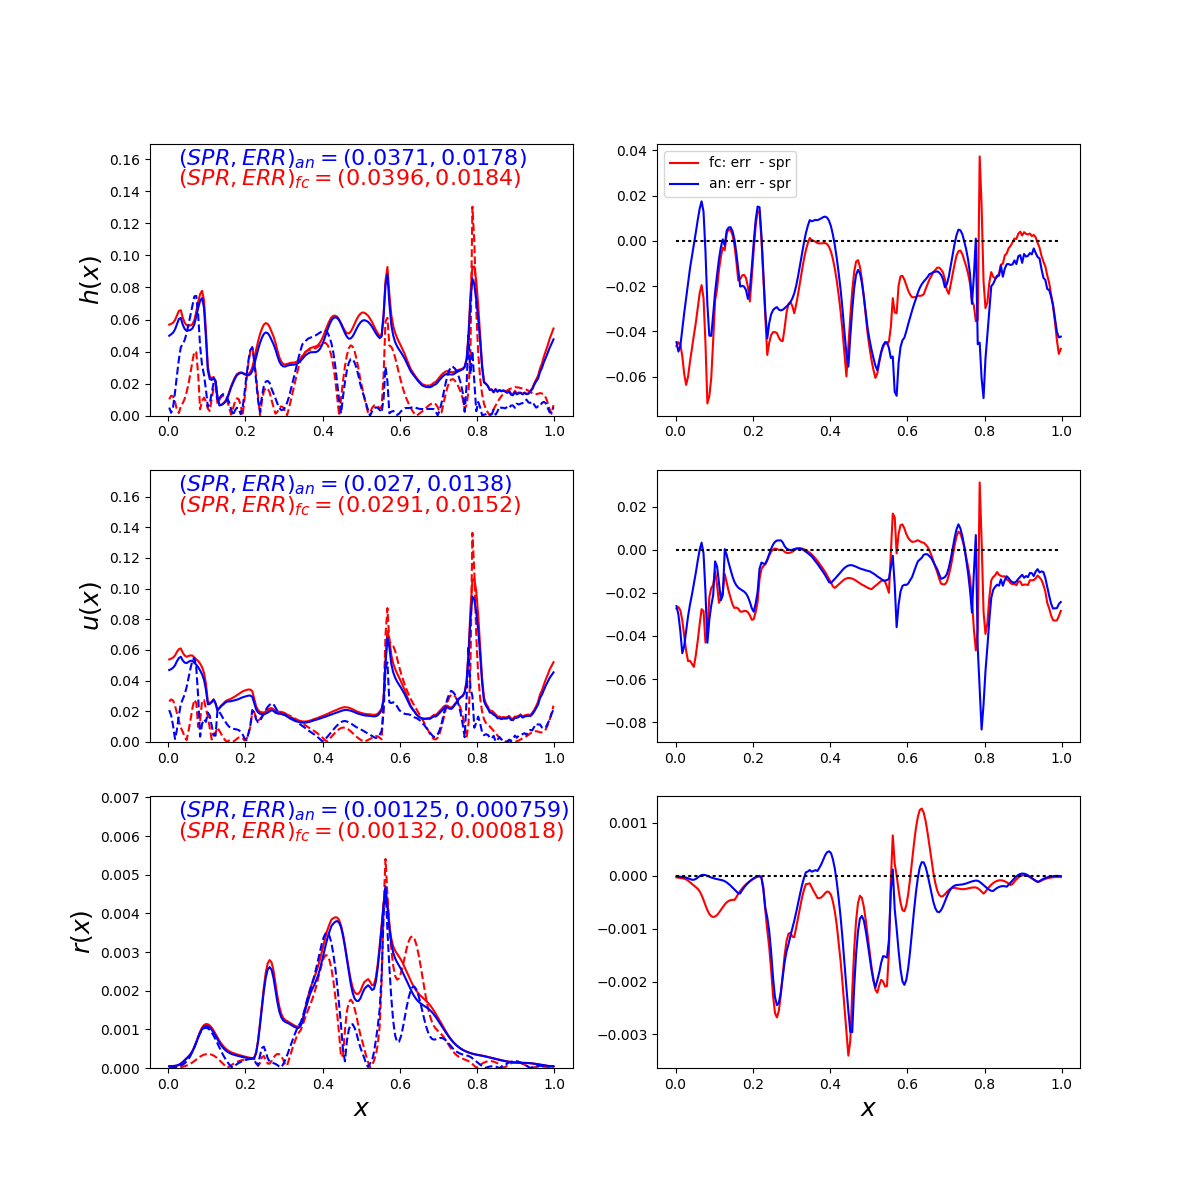 0.16
0.14
0.12
0.10
0.08
0.06
0.04
0.02
0.00
h(x)
(SPR, ERR)an = (0.0371, 0.0178)
(SPR, ERR)fc = (0.0396, 0.0184)
0.0 0.2 0.4 0.6 0.8 1.0
0.04
0.02
0.00
−0.02
−0.04
−0.06
fc: err - spr
an: err - spr
0.0 0.2 0.4 0.6 0.8 1.0
0.16
0.14
0.12
0.10
0.08
0.06
0.04
0.02
0.00
u(x)
(SPR, ERR)an = (0.027, 0.0138)
(SPR, ERR)fc = (0.0291, 0.0152)
0.0 0.2 0.4 0.6 0.8 1.0
0.02
0.00
−0.02
−0.04
−0.06
−0.08
0.0 0.2 0.4 0.6 0.8 1.0
0.007
0.006
0.005
0.004
0.003
0.002
0.001
0.000
r(x)
(SPR, ERR)an = (0.00125, 0.000759)
(SPR, ERR)fc = (0.00132, 0.000818)
0.0 0.2 0.4 0.6 0.8 1.0
x
0.001
0.000
−0.001
−0.002
−0.003
0.0 0.2 0.4 0.6 0.8 1.0
x